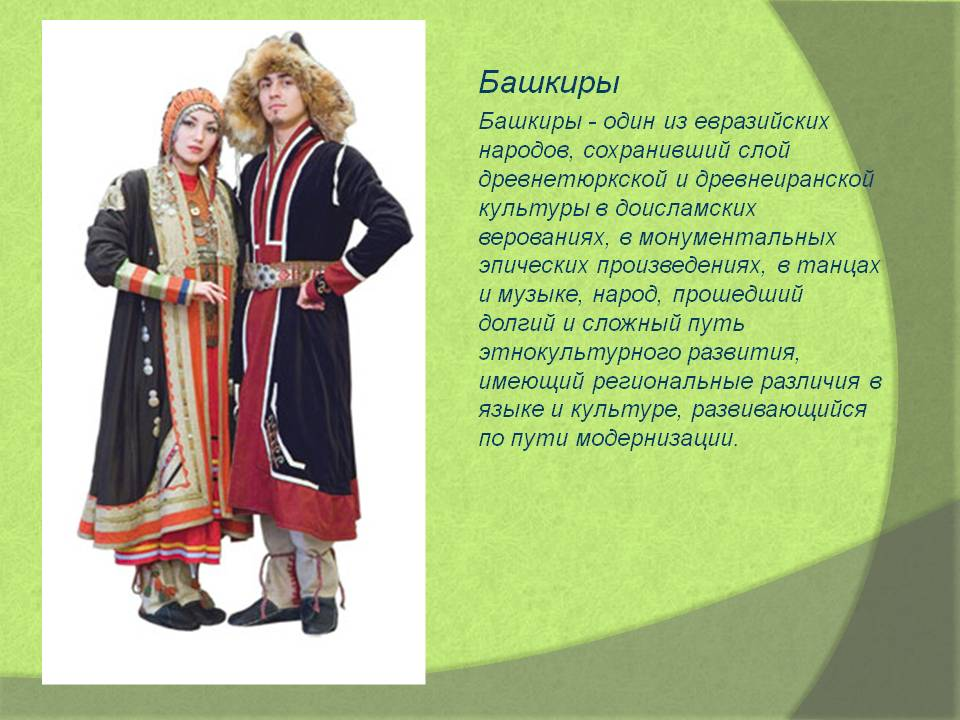 Башкиры
Башкиры - один из евразийских
народов, сохранивший слой
древнетюркской и древнеиранской
культуры в доисламских
верованиях, в монументальных
эпических произведениях, в танцах
и музыке, народ, прошедший
долгий и сложный путь
этнокультурного развития,
имеющий региональные различия в
языке и культуре, развивающийся
по пути модернизации.